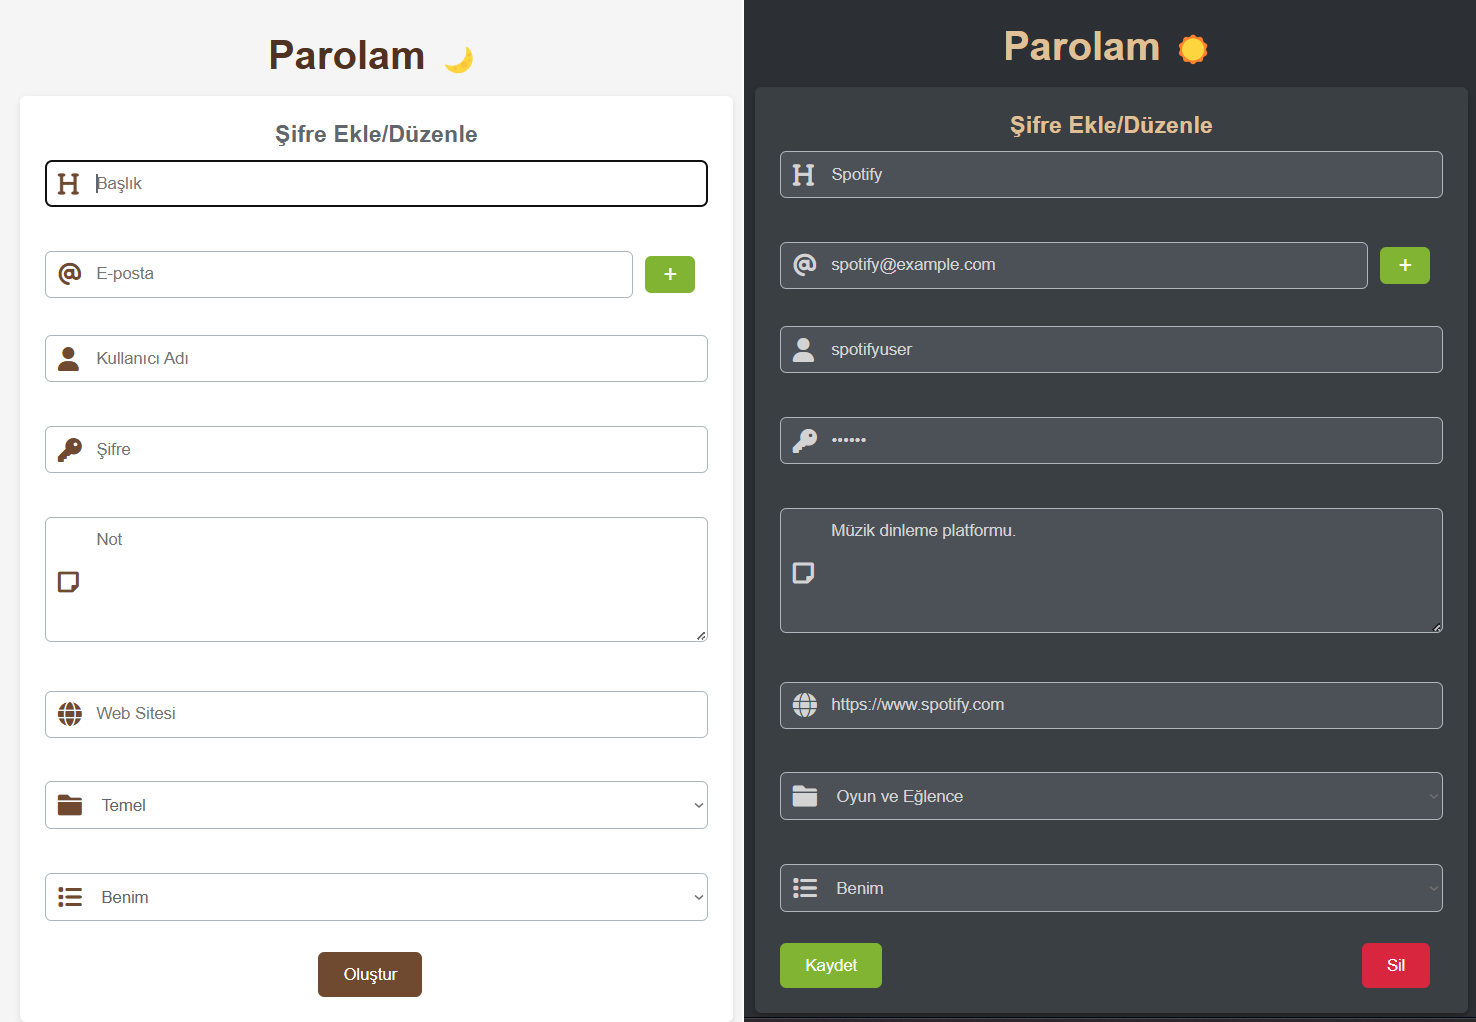 Parolam
Şifre Ekle/Düzenle
Başlık
E-posta
+
Kullanıcı Adı
Şifre
Not
Web Sitesi
Temel
Benim
Oluştur
Parolam
Şifre Ekle/Düzenle
Spotify
spotify@example.com
+
spotifyuser
••••••
Müzik dinleme platformu.
https://www.spotify.com
Oyun ve Eğlence
Benim
Kaydet
Sil